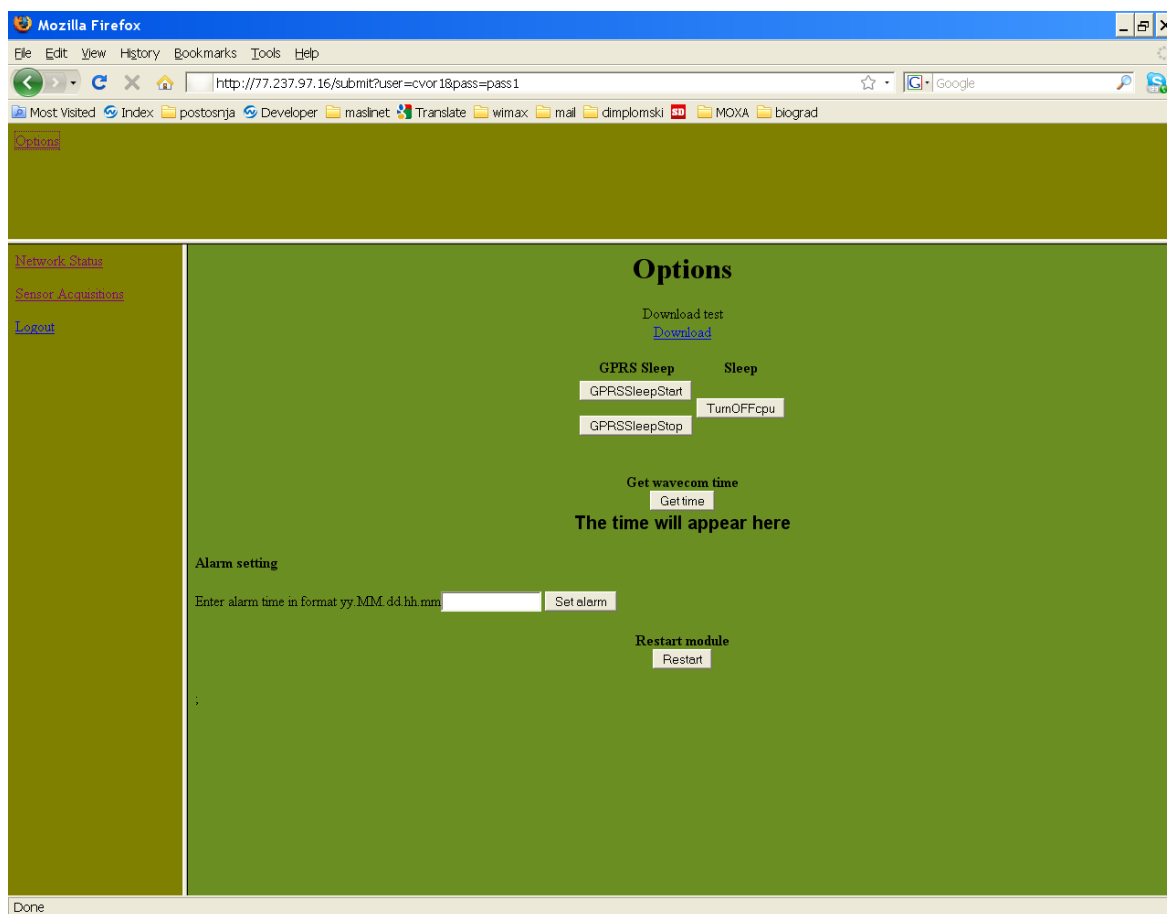 Mozilla Firefox
File Edit View History Bookmarks Tools Help
http://77.237.97.16/submit?user=cvor1&pass=pass1 G Google
Most Visited Index postosnja Developer maslinet Translate wimax mail dimplomski SD MOXA biograd
Options
Network Status
Sensor Acquisitions
Logout
Options
Download test
Download
GPRS Sleep Sleep
GPRSSleepStart
TurnOFFcpu
GPRSSleepStop
Get wavecom time
Get time
The time will appear here
Alarm setting
Enter alarm time in format yy.MM.dd.hh.mm Set alarm
Restart module
Restart
;
Done